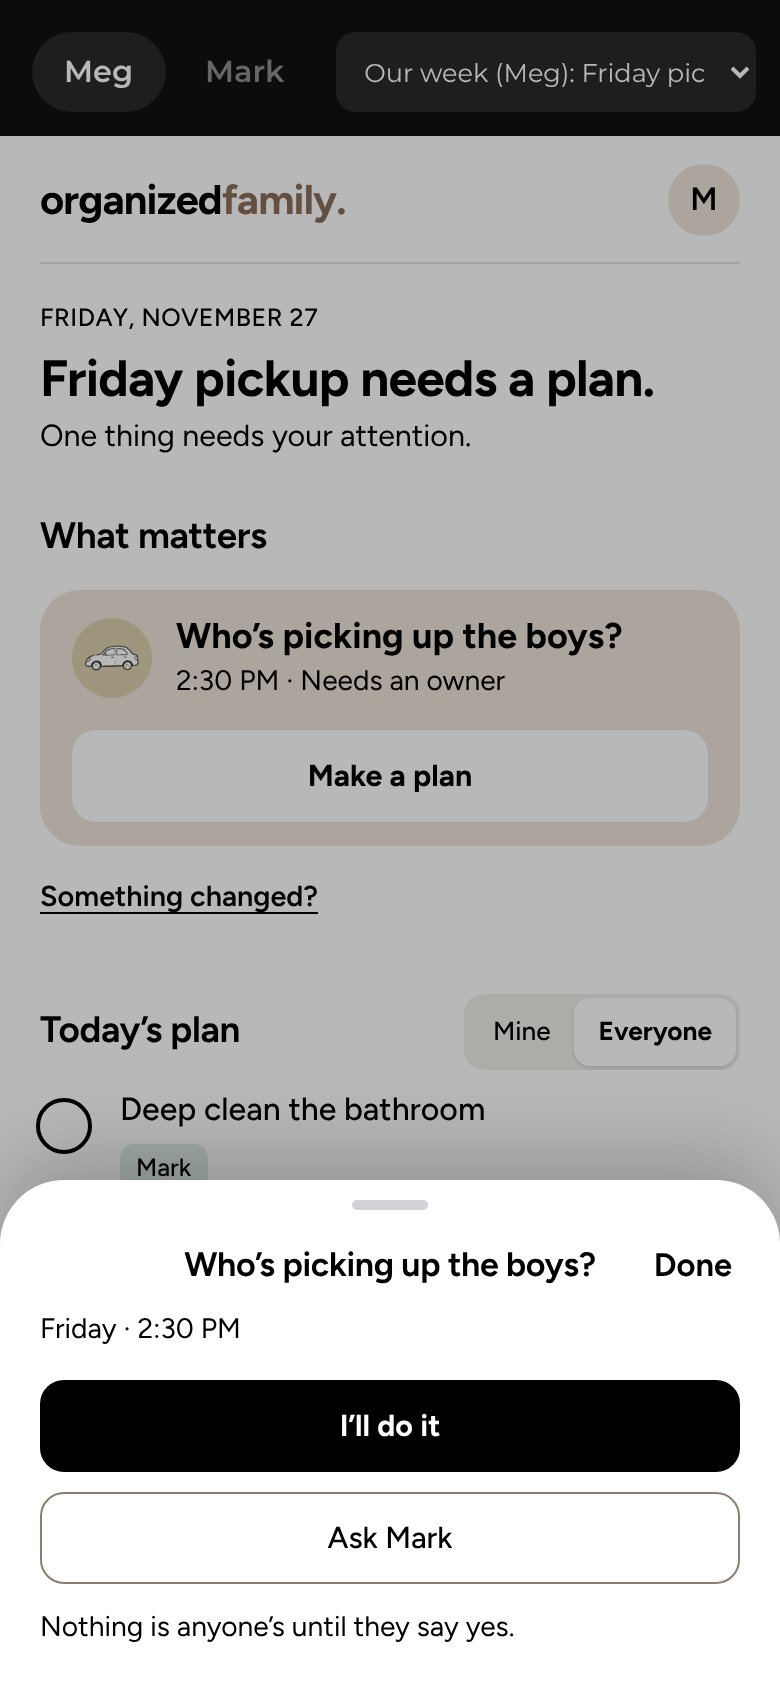 Meg
Mark
Our week (Meg): Friday pic
organizedfamily.
M
FRIDAY, NOVEMBER 27
Friday pickup needs a plan.
One thing needs your attention.
What matters
Who’s picking up the boys?
2:30 PM · Needs an owner
Make a plan
Something changed?
Today’s plan
Mine
Everyone
Deep clean the bathroom
Mark
Who’s picking up the boys?
Done
Friday · 2:30 PM
I’ll do it
Ask Mark
Nothing is anyone’s until they say yes.